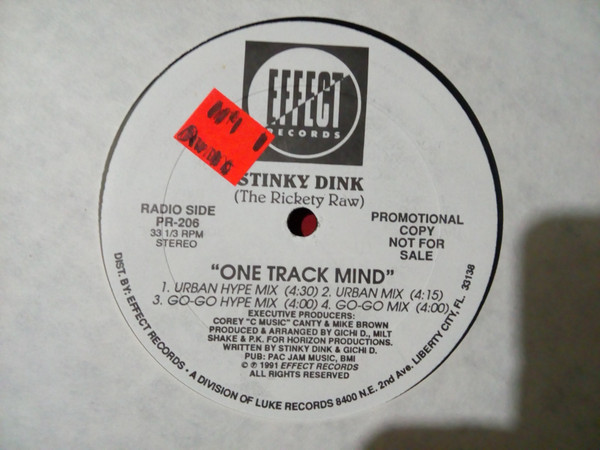 EFFECT
RECORDS
STINKY DINK
(The Rickety Raw)
RADIO SIDE
PR-206
33 1/3 RPM
STEREO
PROMOTIONAL
COPY
NOT FOR
SALE
"ONE TRACK MIND"
1. URBAN HYPE MIX (4:30) 2. URBAN MIX (4:15)
3. GO-GO HYPE MIX (4:00) 4. GO-GO MIX (4:00)
EXECUTIVE PRODUCERS:
COREY "C MUSIC" CANTY & MIKE BROWN
PRODUCED & ARRANGED BY GICHI D., MILT
SHAKE & P.K. FOR HORIZON PRODUCTIONS.
WRITTEN BY STINKY DINK & GICHI D.
PUB: PAC JAM MUSIC, BMI
© ℗ 1991 EFFECT RECORDS
ALL RIGHTS RESERVED
DIST. BY: EFFECT RECORDS - A DIVISION OF LUKE RECORDS 8400 N.E. 2nd Ave. LIBERTY CITY, FL. 33138